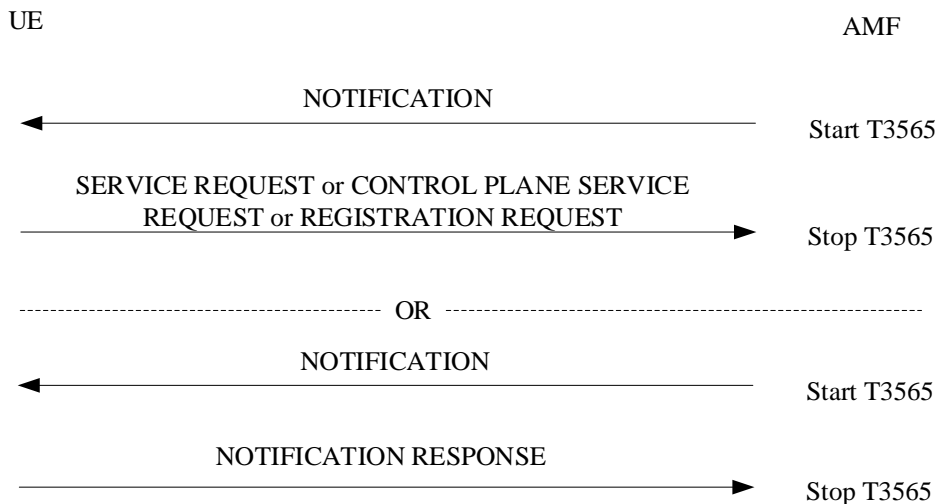 UE
AMF
NOTIFICATION
Start T3565
SERVICE REQUEST or CONTROL PLANE SERVICE
REQUEST or REGISTRATION REQUEST
Stop T3565
OR
NOTIFICATION
Start T3565
NOTIFICATION RESPONSE
Stop T3565